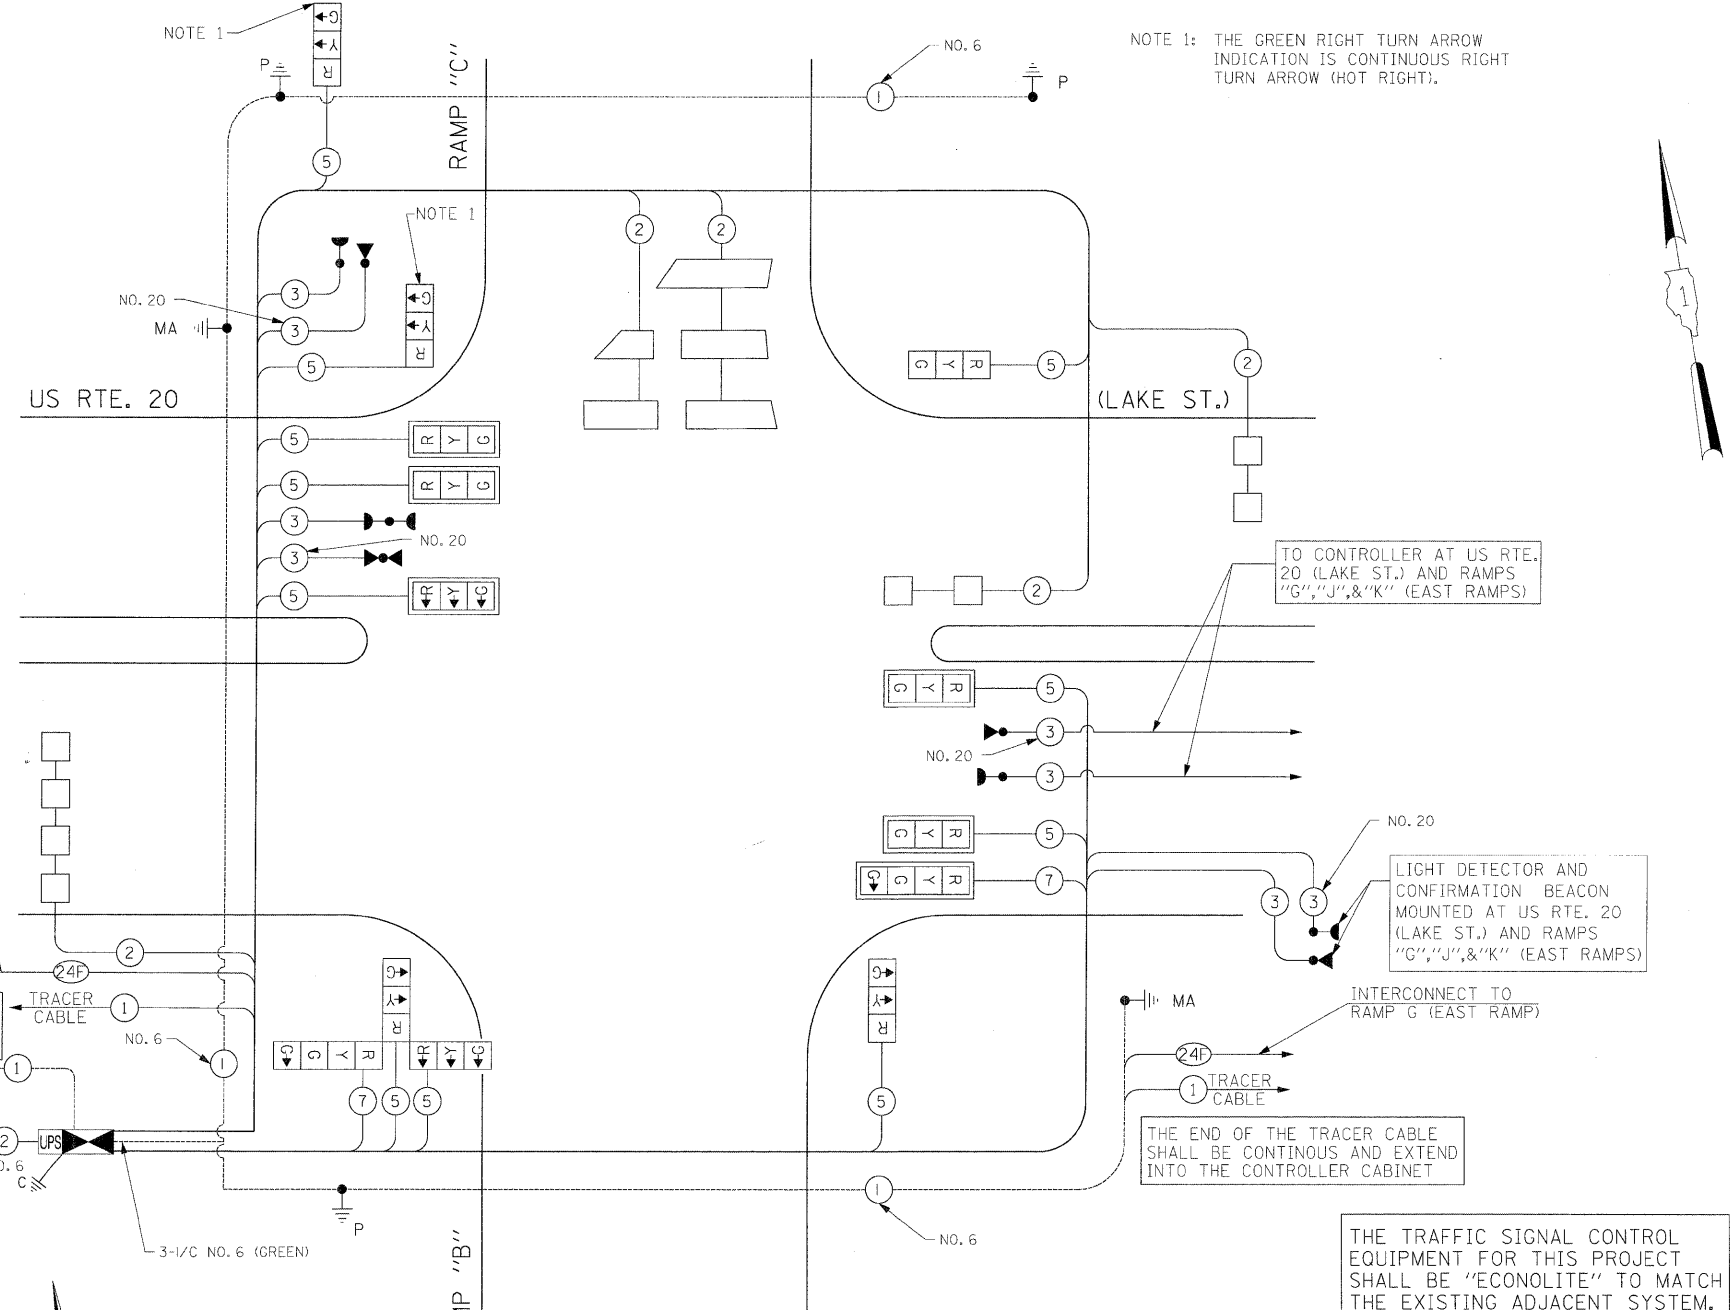 NOTE 1
G
Y
R
P
RAMP "C"
NO. 6
1
P
NOTE 1: THE GREEN RIGHT TURN ARROW
INDICATION IS CONTINUOUS RIGHT
TURN ARROW (HOT RIGHT).
5
2
2
NOTE 1
3
NO. 20
3
MA
G
Y
R
5
1
US RTE. 20
G Y R
5
2
(LAKE ST.)
5
R Y G
5
R Y G
3
NO. 20
3
5
R Y G
2
TO CONTROLLER AT US RTE.
20 (LAKE ST.) AND RAMPS
"G","J",&"K" (EAST RAMPS)
G Y R
5
3
NO. 20
3
G Y R
5
G G Y R
7
NO. 20
3
3
LIGHT DETECTOR AND
CONFIRMATION BEACON
MOUNTED AT US RTE. 20
(LAKE ST.) AND RAMPS
"G","J",&"K" (EAST RAMPS)
2
24F
TRACER
CABLE
1
NO. 6
1
1
G
Y
R
G G Y R
R Y G
7
5
5
G
Y
R
5
MA
INTERCONNECT TO
RAMP G (EAST RAMP)
24F
1
TRACER
CABLE
2
UPS
C
THE END OF THE TRACER CABLE
SHALL BE CONTINOUS AND EXTEND
INTO THE CONTROLLER CABINET
P
1
NO. 6
3-1/C NO. 6 (GREEN)
MP "B"
THE TRAFFIC SIGNAL CONTROL
EQUIPMENT FOR THIS PROJECT
SHALL BE "ECONOLITE" TO MATCH
THE EXISTING ADJACENT SYSTEM.